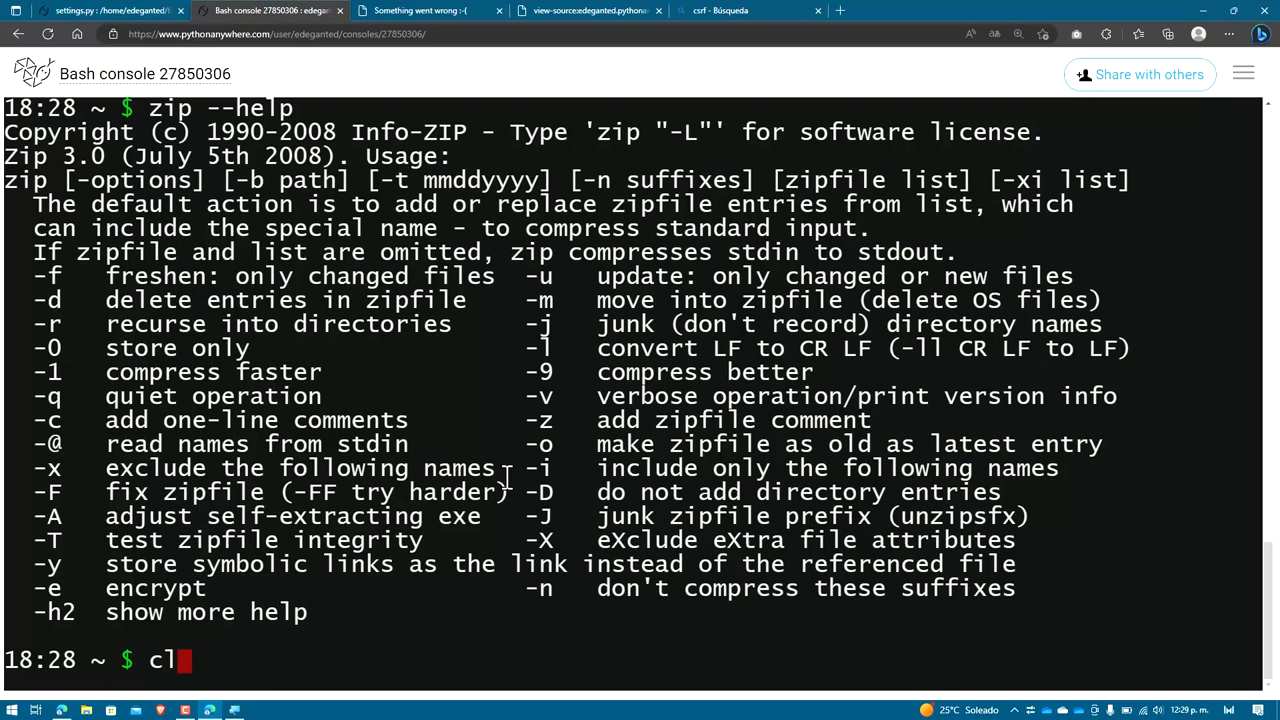 settings.py : /home/edeganted/
Bash console 27850306 : edegan
Something went wrong :-(
view-source:edeganted.pythona
csrf - Búsqueda
https://www.pythonanywhere.com/user/edeganted/consoles/27850306/
Bash console 27850306
Share with others
18:28 ~ $ zip --help
Copyright (c) 1990-2008 Info-ZIP - Type 'zip "-L"' for software license.
Zip 3.0 (July 5th 2008). Usage:
zip [-options] [-b path] [-t mmddyyyy] [-n suffixes] [zipfile list] [-xi list]
The default action is to add or replace zipfile entries from list, which
can include the special name - to compress standard input.
If zipfile and list are omitted, zip compresses stdin to stdout.
-f freshen: only changed files -u update: only changed or new files
-d delete entries in zipfile -m move into zipfile (delete OS files)
-r recurse into directories -j junk (don't record) directory names
-0 store only -l convert LF to CR LF (-ll CR LF to LF)
-1 compress faster -9 compress better
-q quiet operation -v verbose operation/print version info
-c add one-line comments -z add zipfile comment
-@ read names from stdin -o make zipfile as old as latest entry
-x exclude the following names -i include only the following names
-F fix zipfile (-FF try harder) -D do not add directory entries
-A adjust self-extracting exe -J junk zipfile prefix (unzipsfx)
-T test zipfile integrity -X eXclude eXtra file attributes
-y store symbolic links as the link instead of the referenced file
-e encrypt -n don't compress these suffixes
-h2 show more help
18:28 ~ $ cl
25°C Soleado
12:29 p. m.